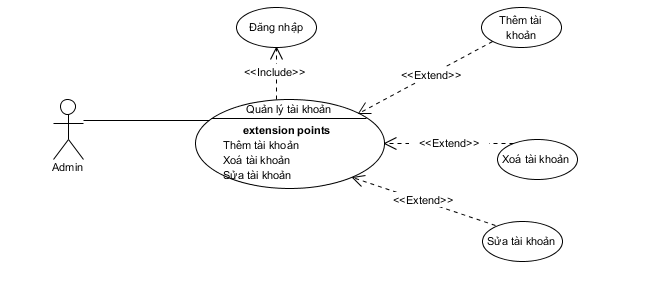 Đăng nhập
Thêm tài
khoản
<<Include>>
<<Extend>>
Quản lý tài khoản
extension points
Thêm tài khoản
Xoá tài khoản
Sửa tài khoản
<<Extend>>
Xoá tài khoản
Admin
<<Extend>>
Sửa tài khoản